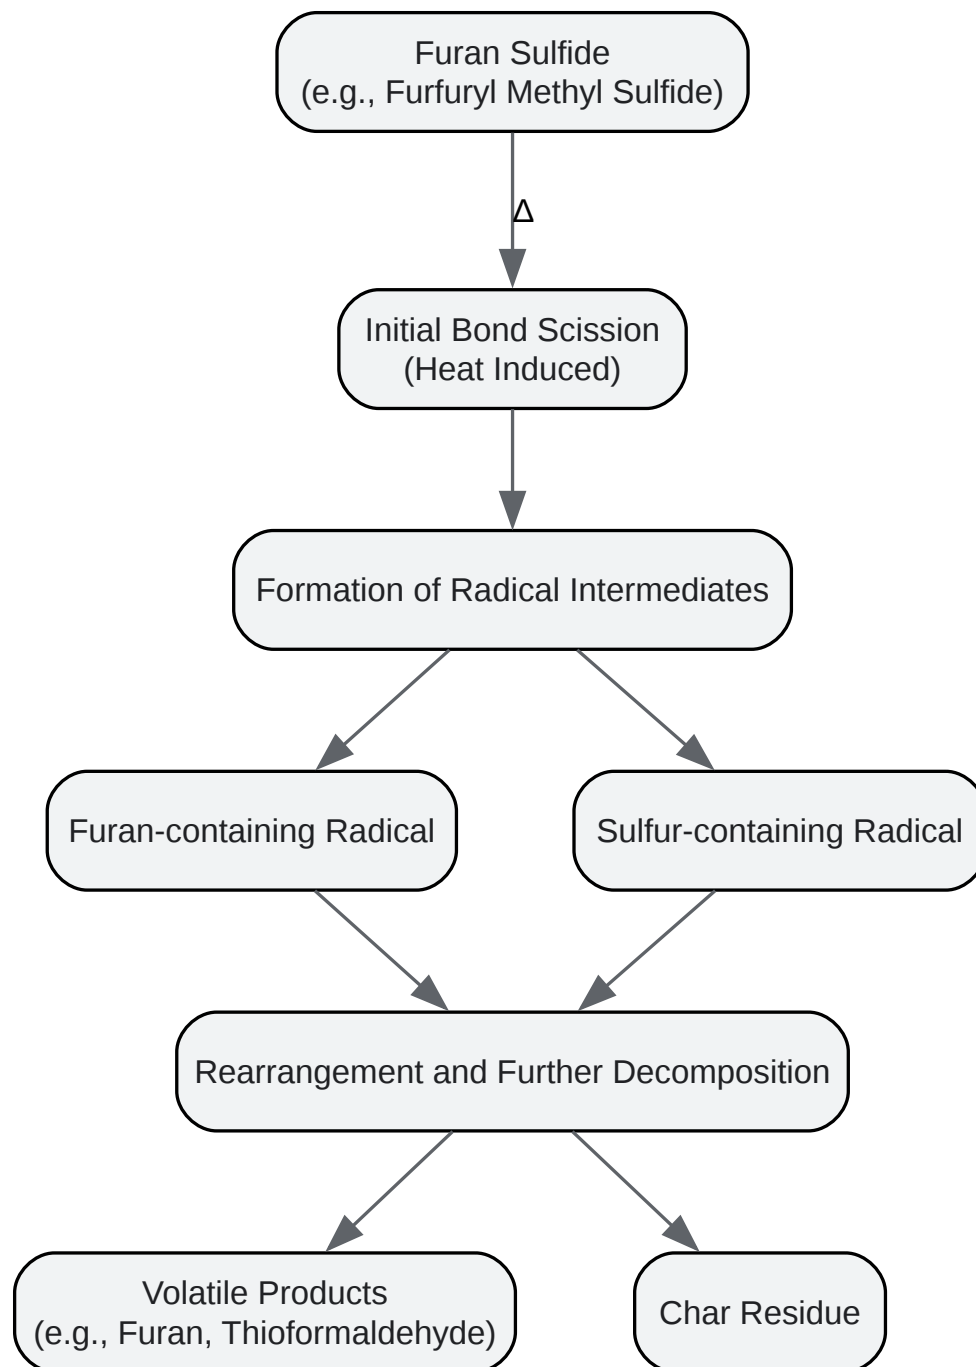 Furan Sulfide
(e.g., Furfuryl Methyl Sulfide)
Δ
Initial Bond Scission
(Heat Induced)
Formation of Radical Intermediates
Furan-containing Radical
Sulfur-containing Radical
Rearrangement and Further Decomposition
Volatile Products
(e.g., Furan, Thioformaldehyde)
Char Residue